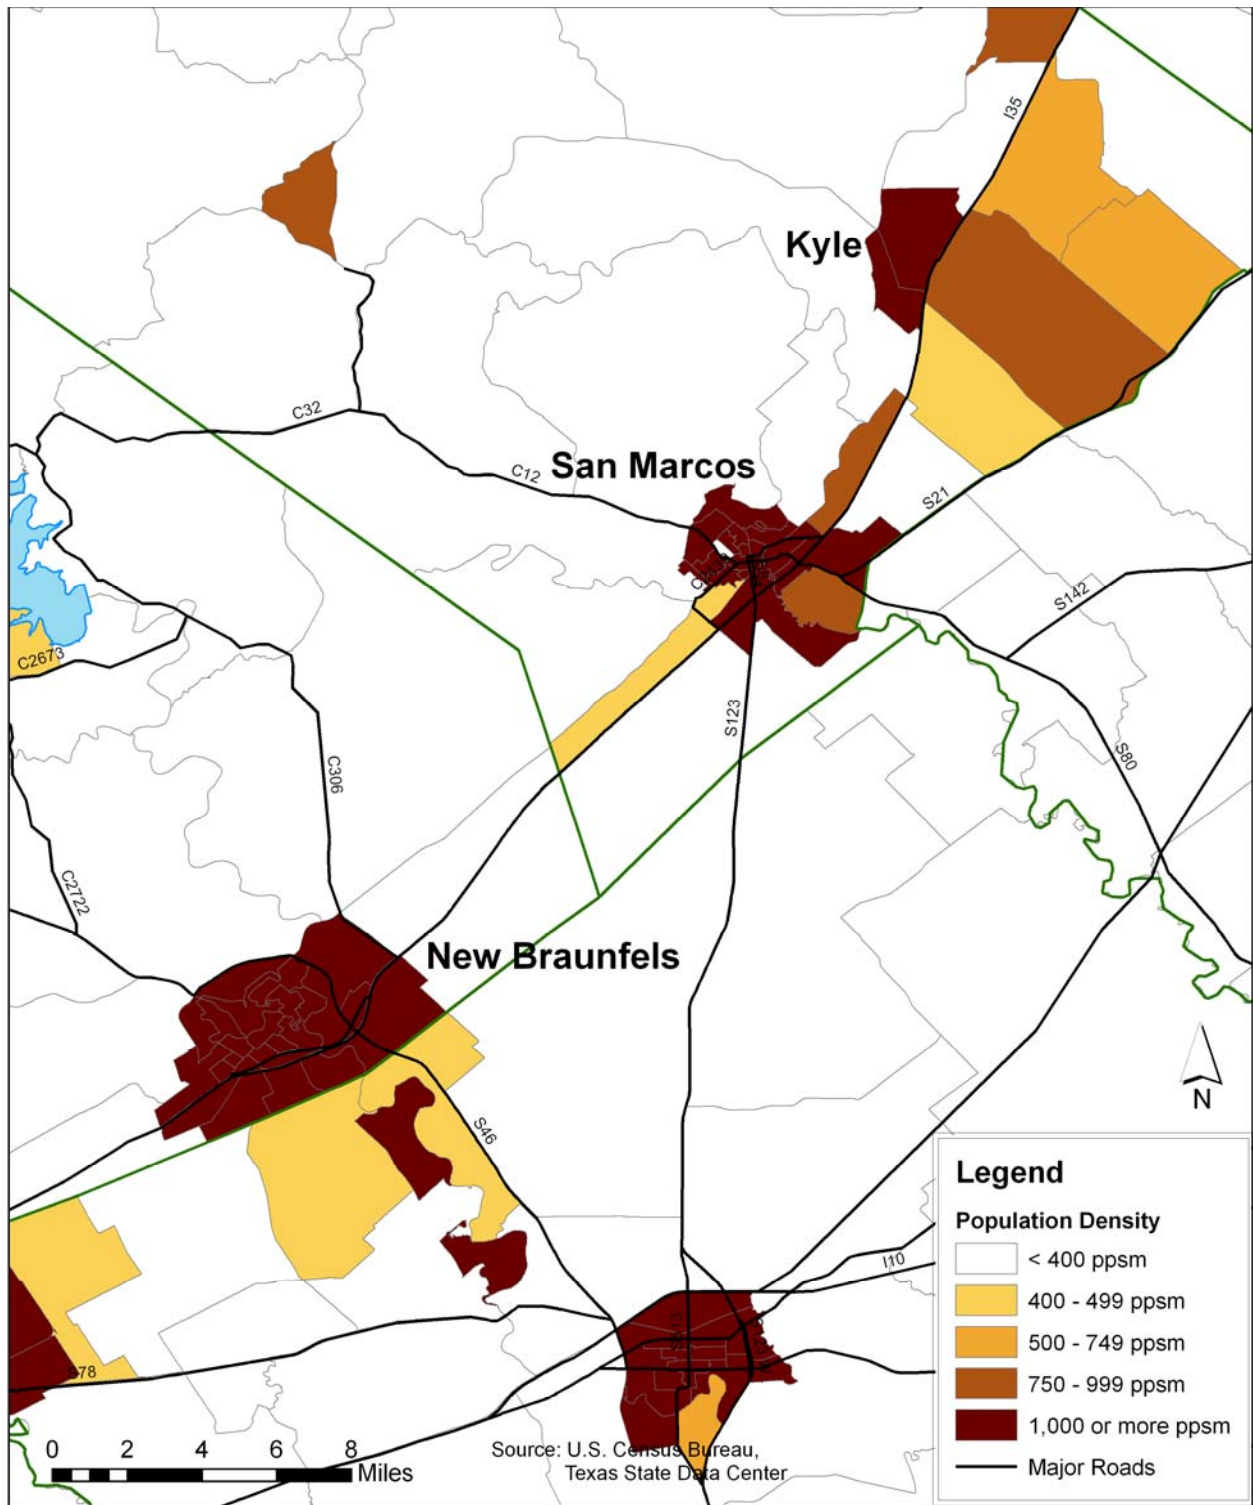 I35
Kyle
C32
San Marcos
C12
S21
S142
C2673
S123
S80
C306
C2722
New Braunfels
S46
N
Legend
Population Density
< 400 ppsm
400 - 499 ppsm
500 - 749 ppsm
750 - 999 ppsm
1,000 or more ppsm
Major Roads
I10
0 2 4 6 8
Miles
Source: U.S. Census Bureau,
Texas State Data Center